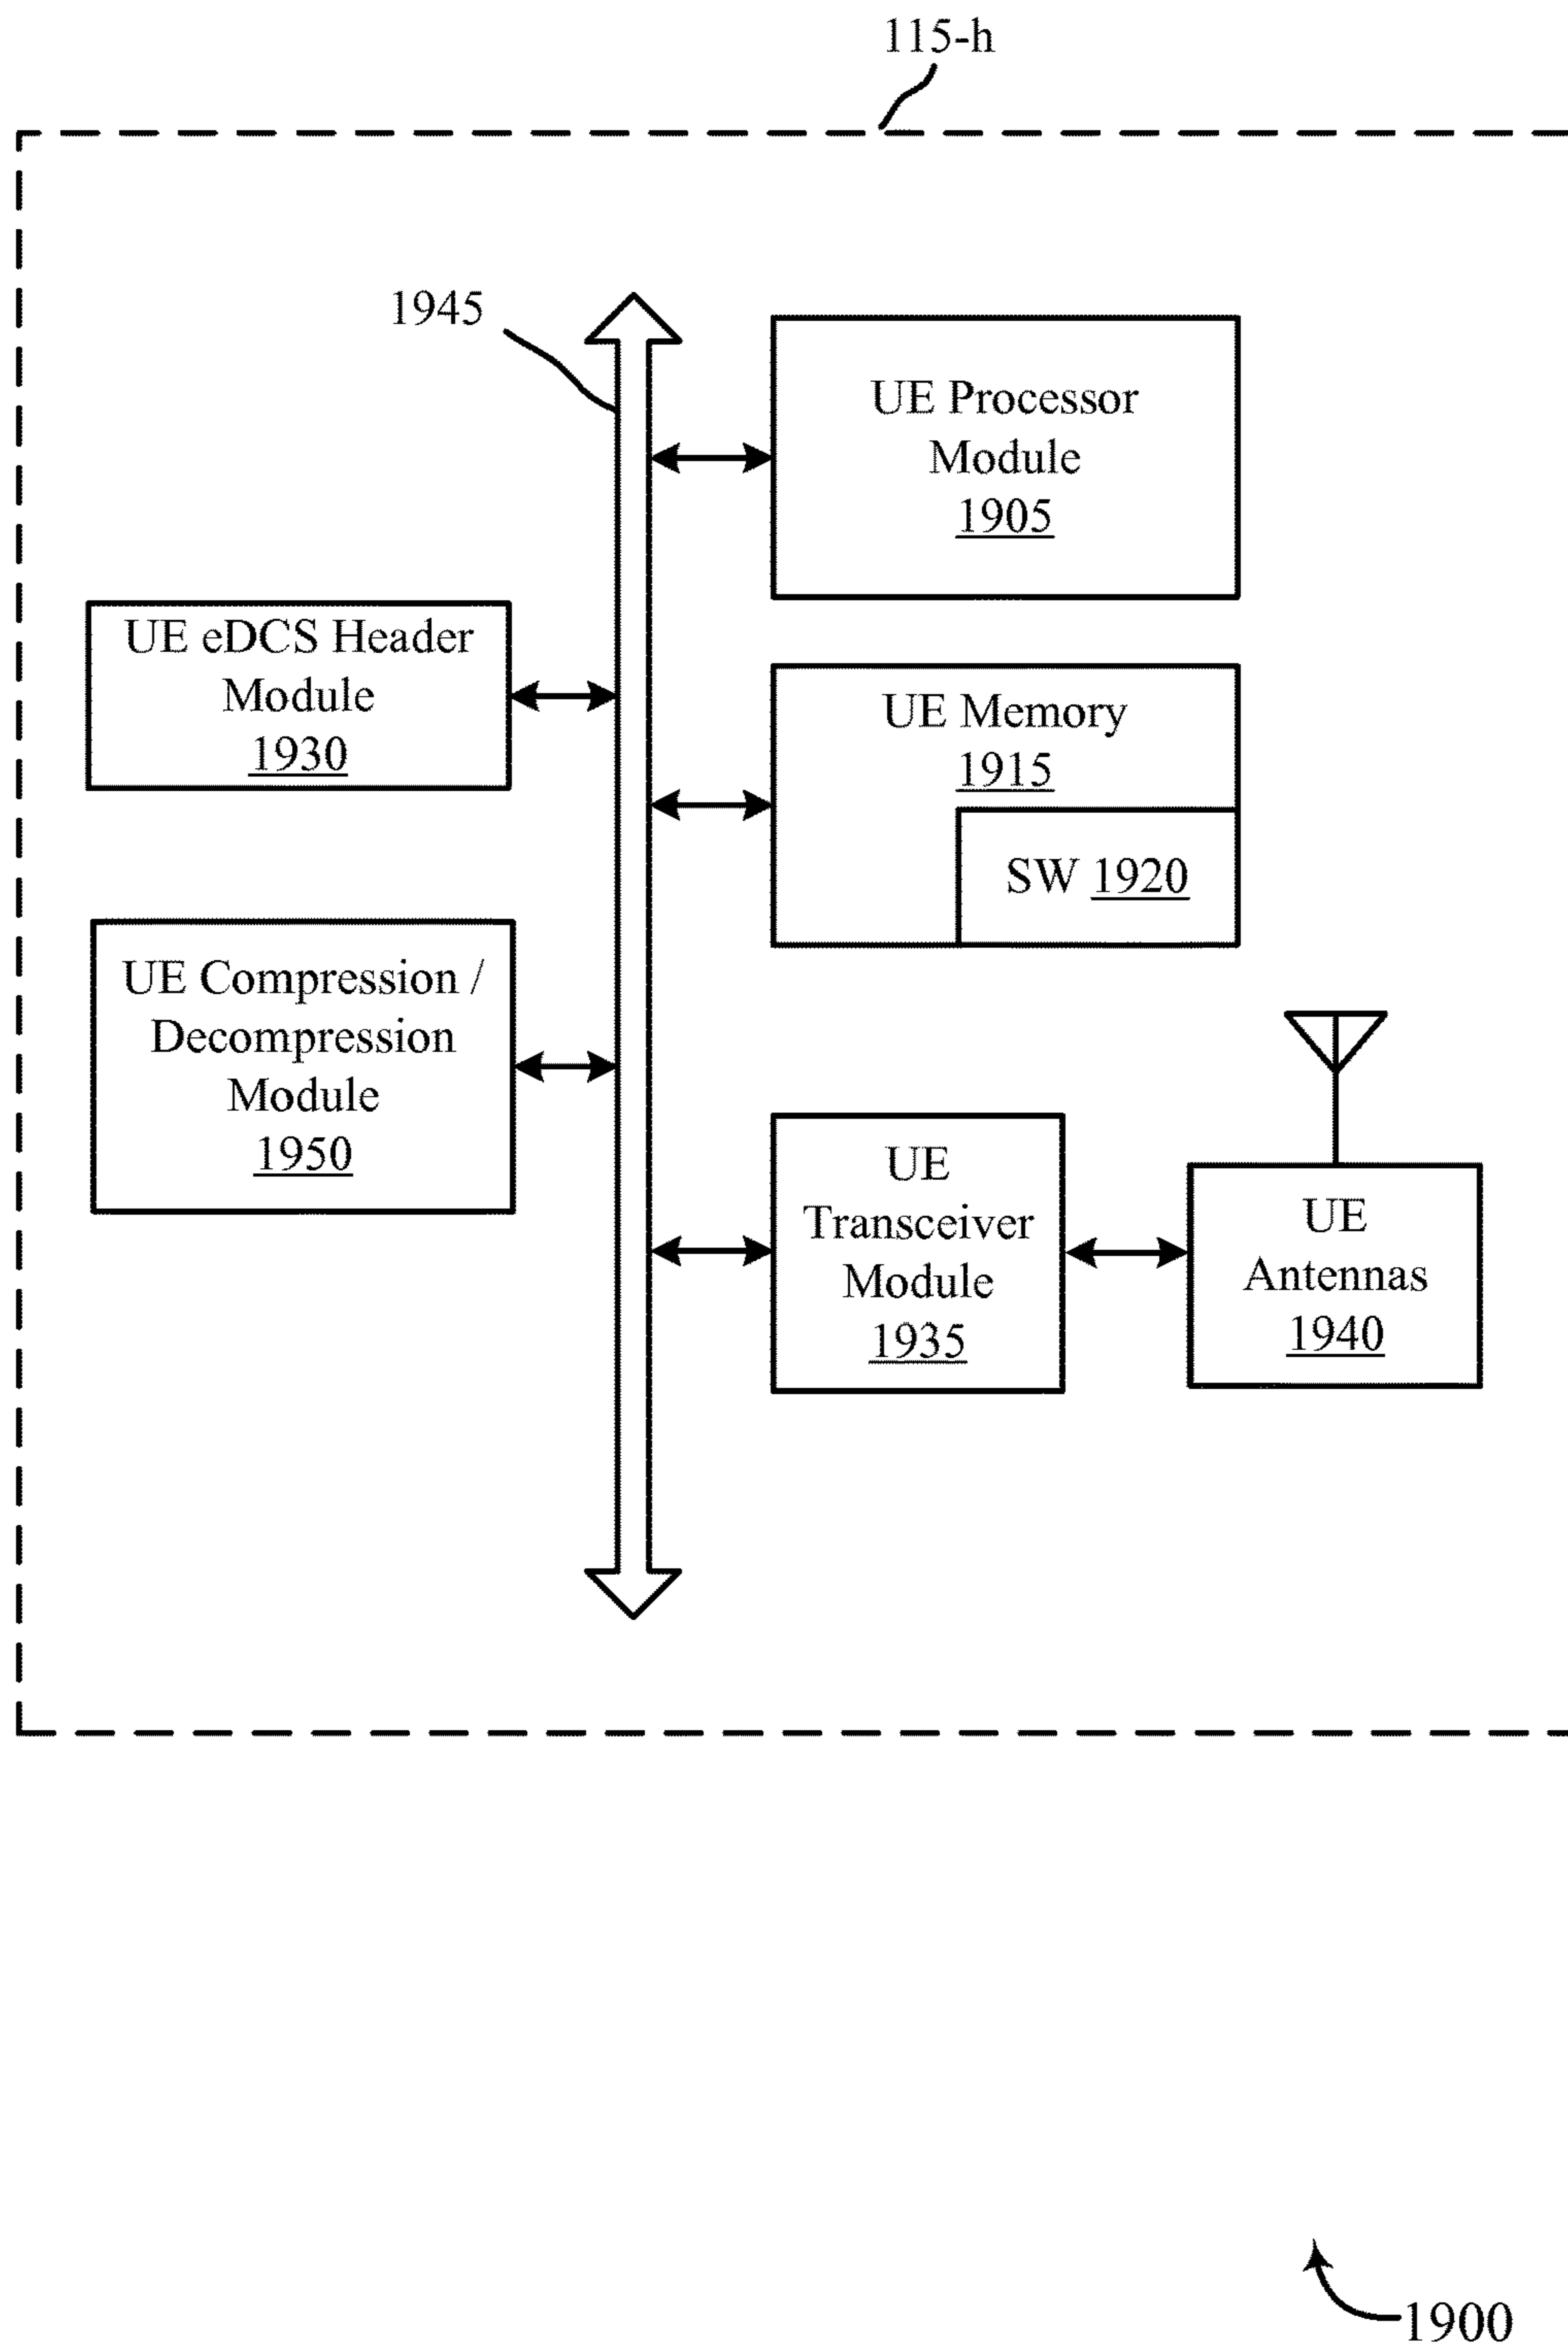 115-h
1945
UE Processor
Module
1905
UE eDCS Header
Module
1930
UE Memory
1915
SW 1920
UE Compression /
Decompression
Module
1950
UE
Transceiver
Module
1935
UE
Antennas
1940
1900